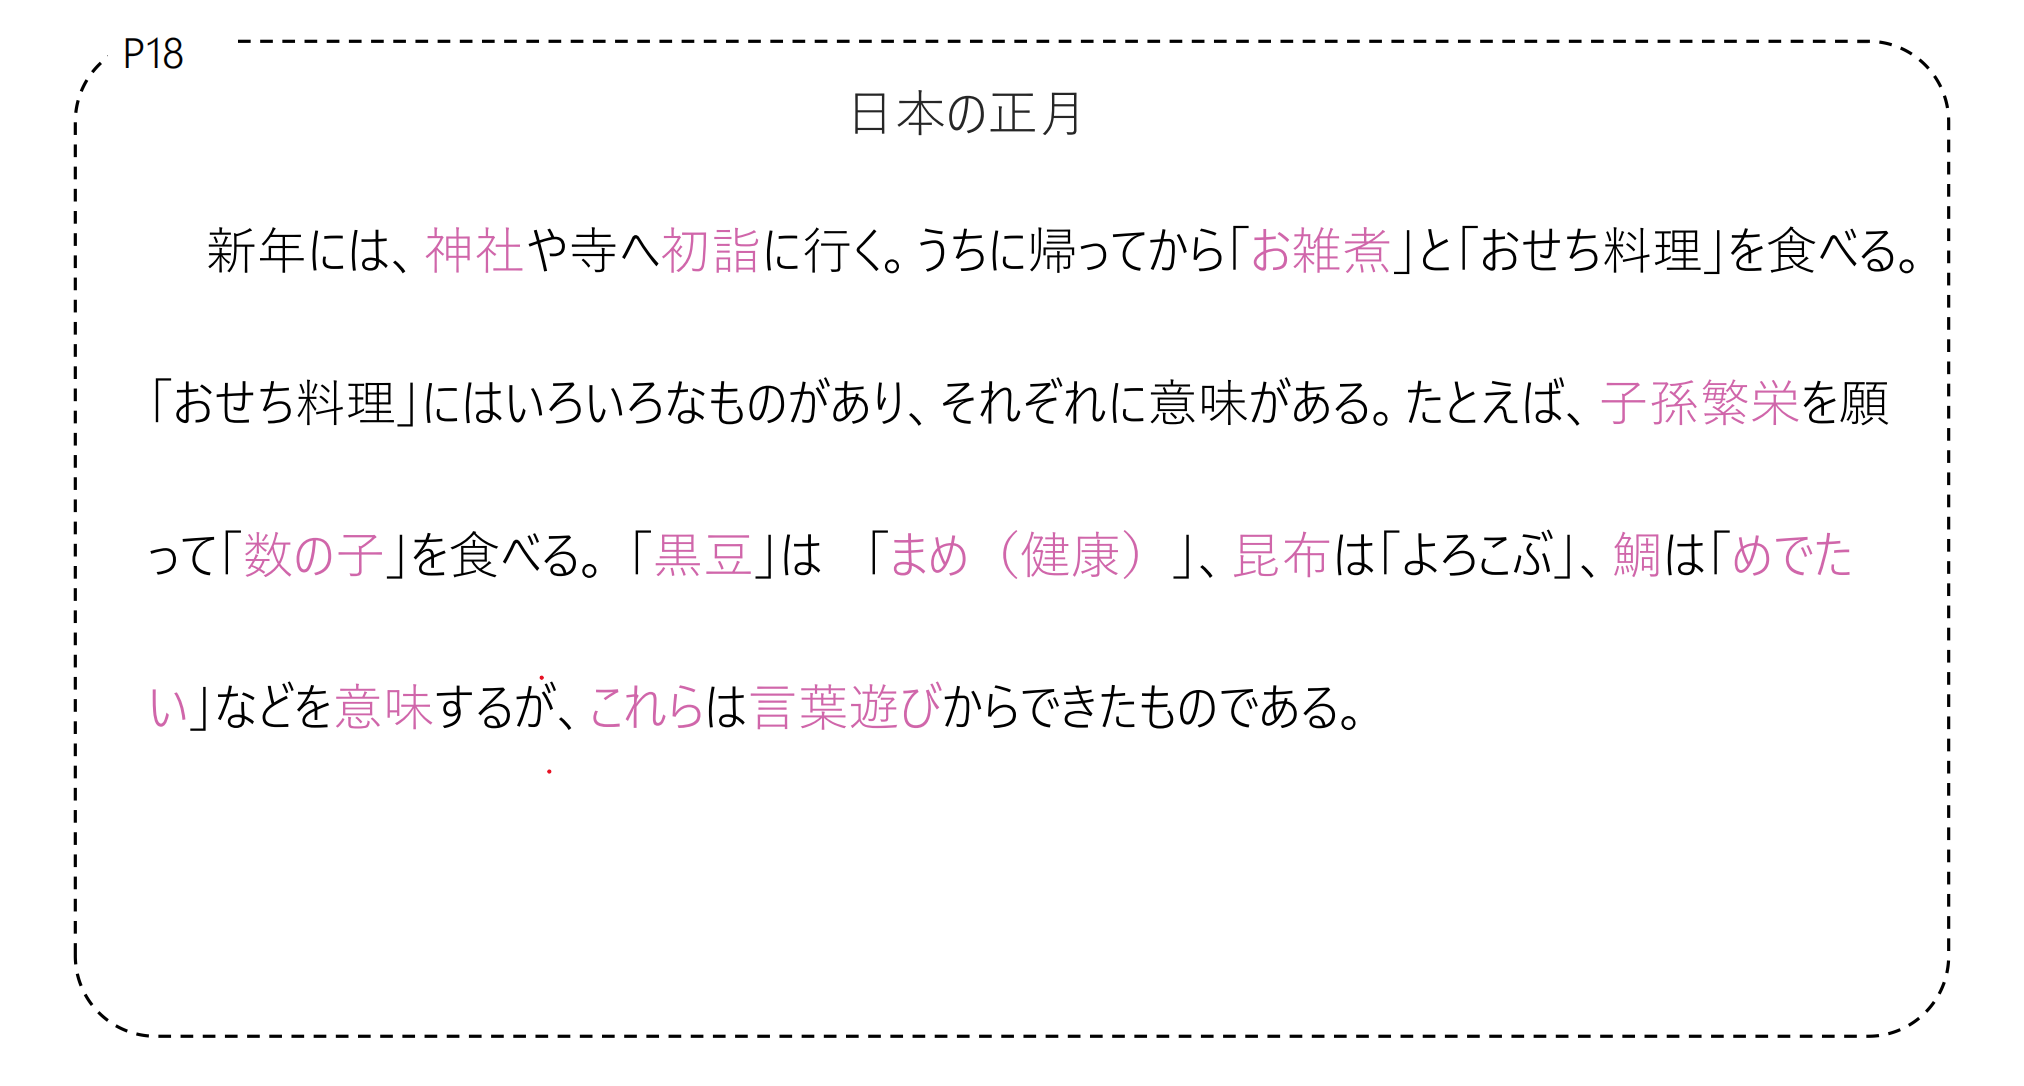 P18
日本の正月
新年には、神社や寺へ初詣に行く。うちに帰ってから「お雑煮」と「おせち料理」を食べる。
「おせち料理」にはいろいろなものがあり、それぞれに意味がある。たとえば、子孫繁栄を願
って「数の子」を食べる。「黒豆」は 「まめ（健康）」、昆布は「よろこぶ」、鯛は「めでた
い」などを意味するが、これらは言葉遊びからできたものである。